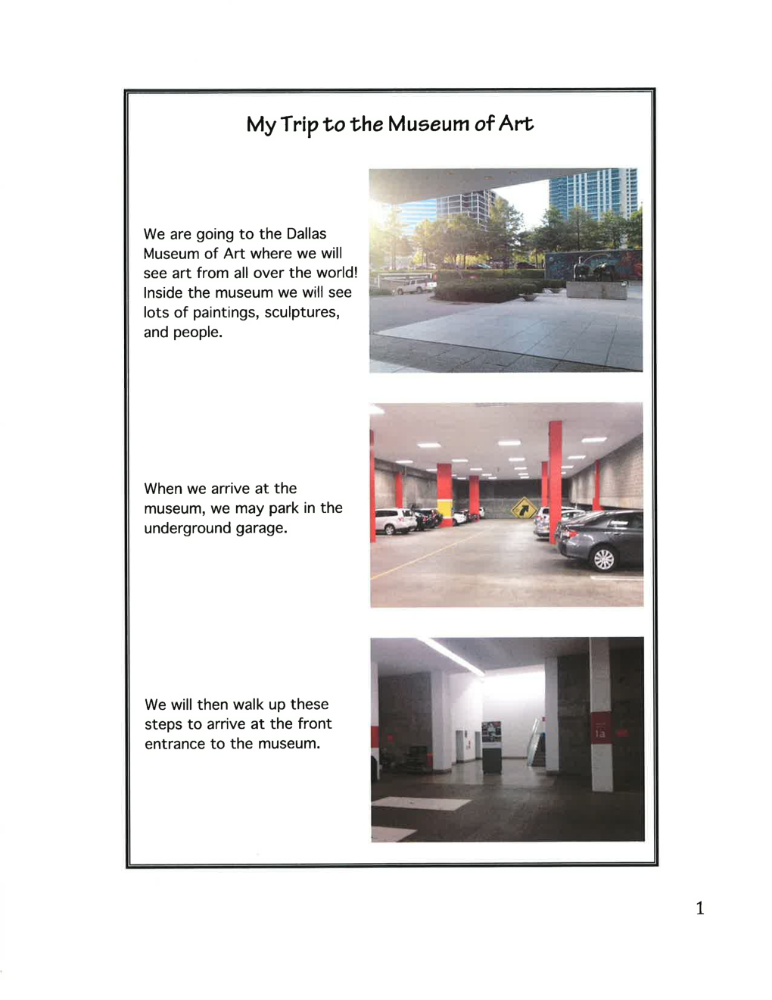 My Trip to the Museum of Art
We are going to the Dallas
Museum of Art where we will
see art from all over the world!
Inside the museum we will see
lots of paintings, sculptures,
and people.
When we arrive at the
museum, we may park in the
underground garage.
We will then walk up these
steps to arrive at the front
entrance to the museum.
1a
1